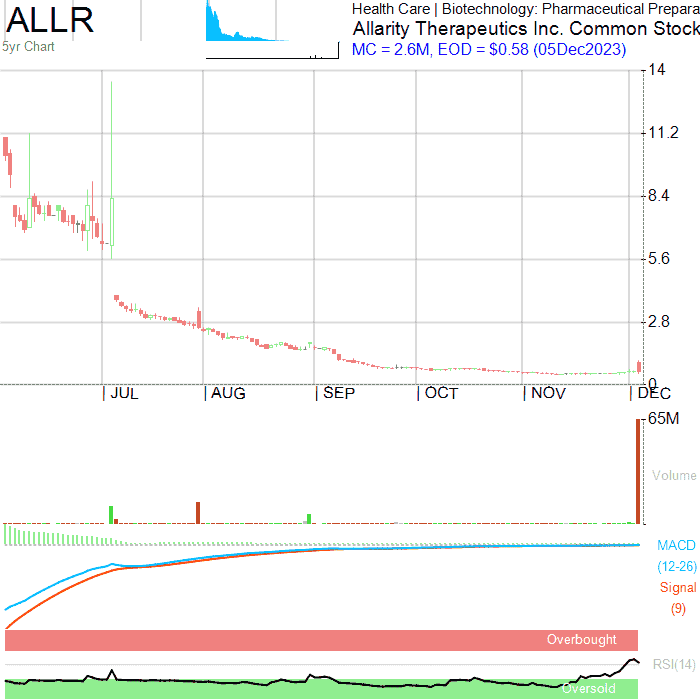 ALLR
Health Care | Biotechnology: Pharmaceutical Prepara
Allarity Therapeutics Inc. Common Stock
5yr Chart
MC = 2.6M, EOD = $0.58 (05Dec2023)
14
11.2
8.4
5.6
2.8
0
JUL AUG SEP OCT NOV DEC
65M
Volume
MACD
(12-26)
Signal
(9)
Overbought
RSI(14)
Oversold